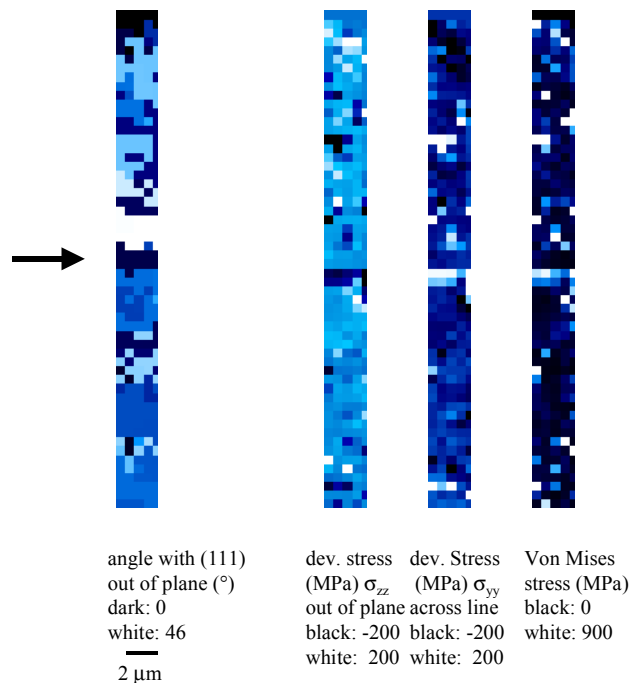 angle with (111)
out of plane (°)
dark: 0
white: 46
2 μm
dev. stress
(MPa) σzz
out of plane
black: -200
white: 200
dev. Stress
(MPa) σyy
across line
black: -200
white: 200
Von Mises
stress (MPa)
black: 0
white: 900